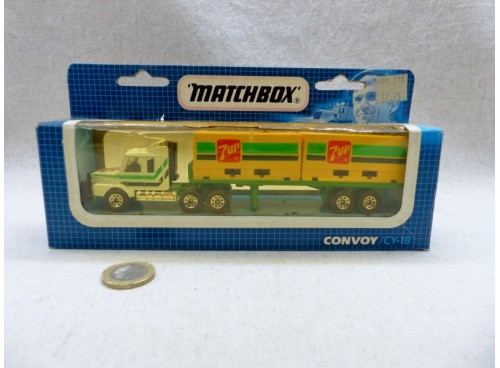 'MATCHBOX'
7up
7up
CONVOY / CY-18